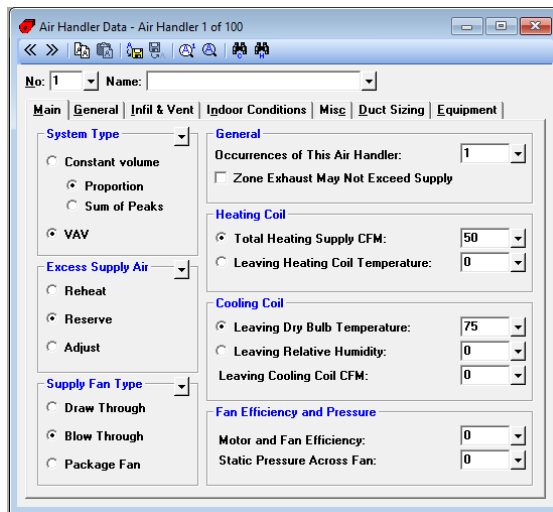 Air Handler Data - Air Handler 1 of 100
No: 1 Name:
Main General Infil & Vent Indoor Conditions Misc Duct Sizing Equipment
System Type
Constant volume
Proportion
Sum of Peaks
VAV
Excess Supply Air
Reheat
Reserve
Adjust
Supply Fan Type
Draw Through
Blow Through
Package Fan
General
Occurrences of This Air Handler: 1
Zone Exhaust May Not Exceed Supply
Heating Coil
Total Heating Supply CFM: 50
Leaving Heating Coil Temperature: 0
Cooling Coil
Leaving Dry Bulb Temperature: 75
Leaving Relative Humidity: 0
Leaving Cooling Coil CFM: 0
Fan Efficiency and Pressure
Motor and Fan Efficiency: 0
Static Pressure Across Fan: 0